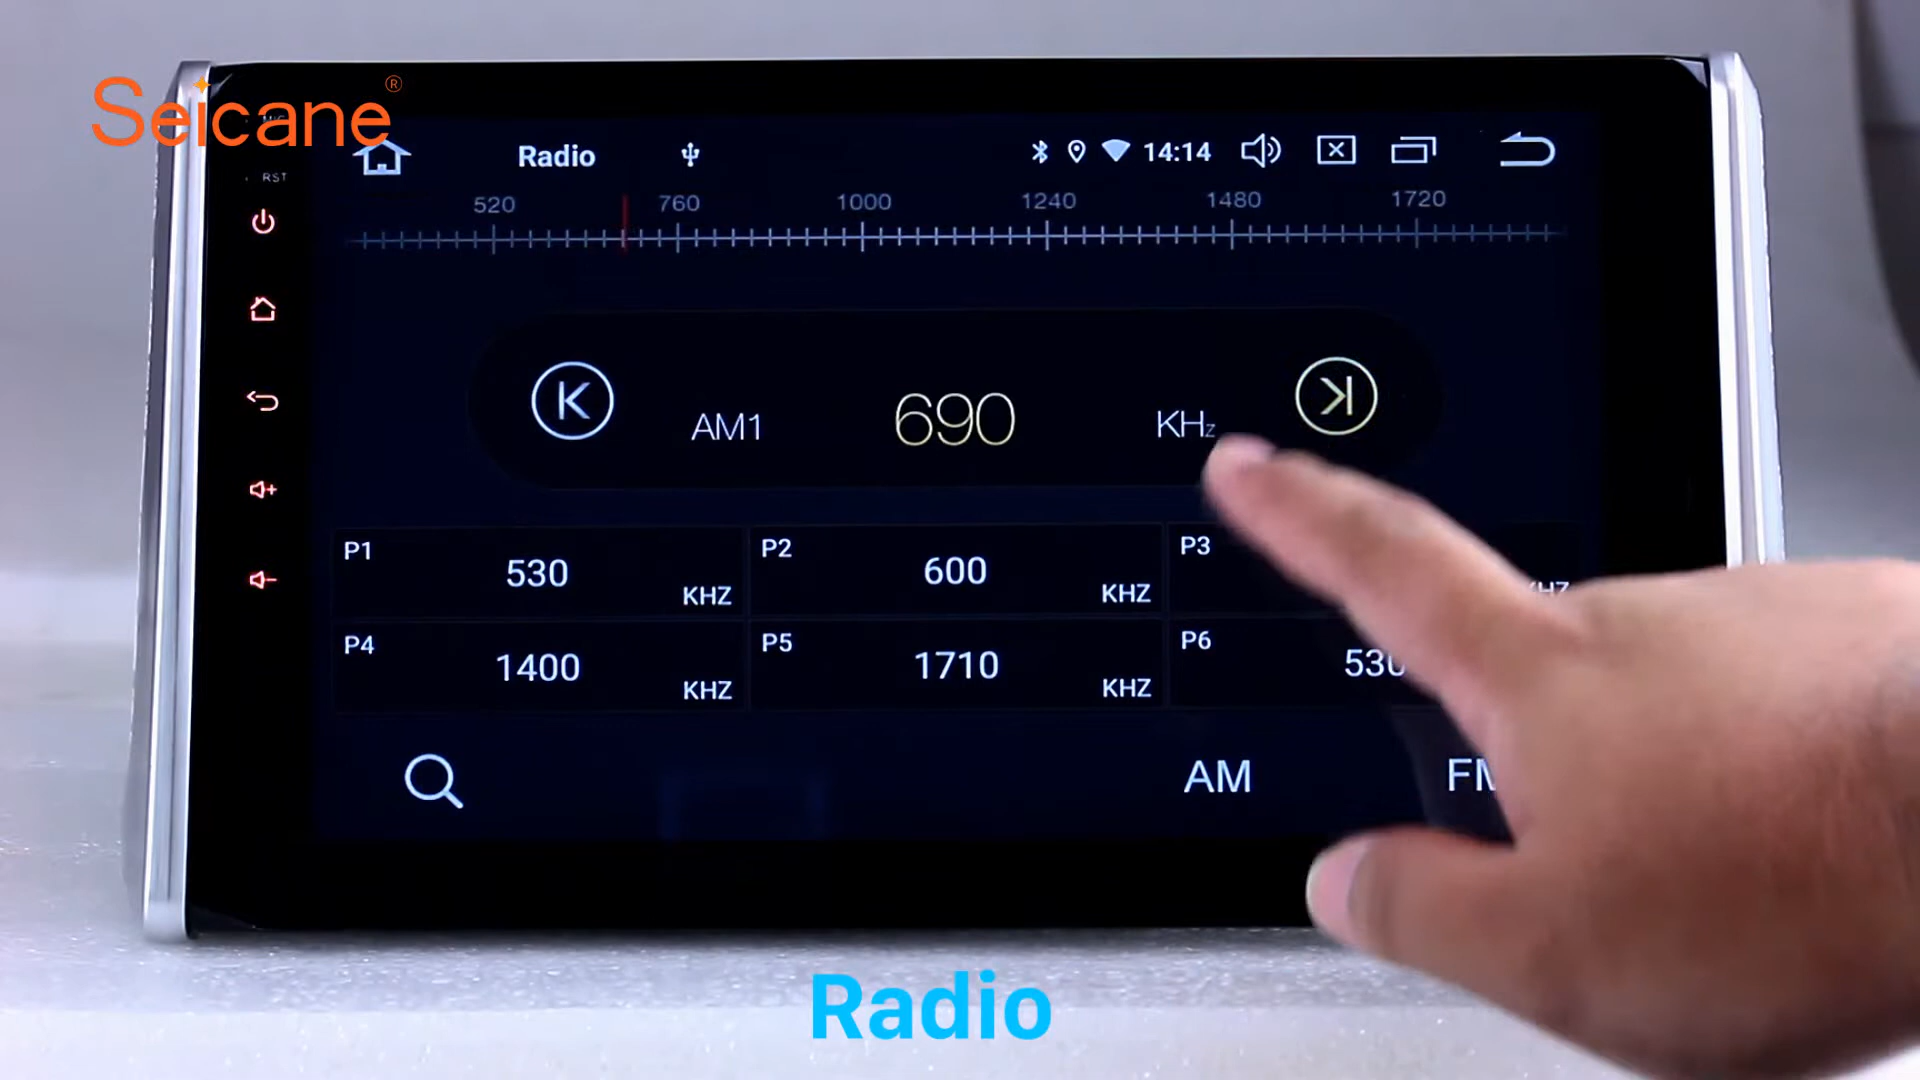 Seicane®
RST
Radio
14:14
520 760 1000 1240 1480 1720
AM1 690 KHz
P1 530 KHZ
P2 600 KHZ
P3
P4 1400 KHZ
P5 1710 KHZ
P6 530
AM
Radio